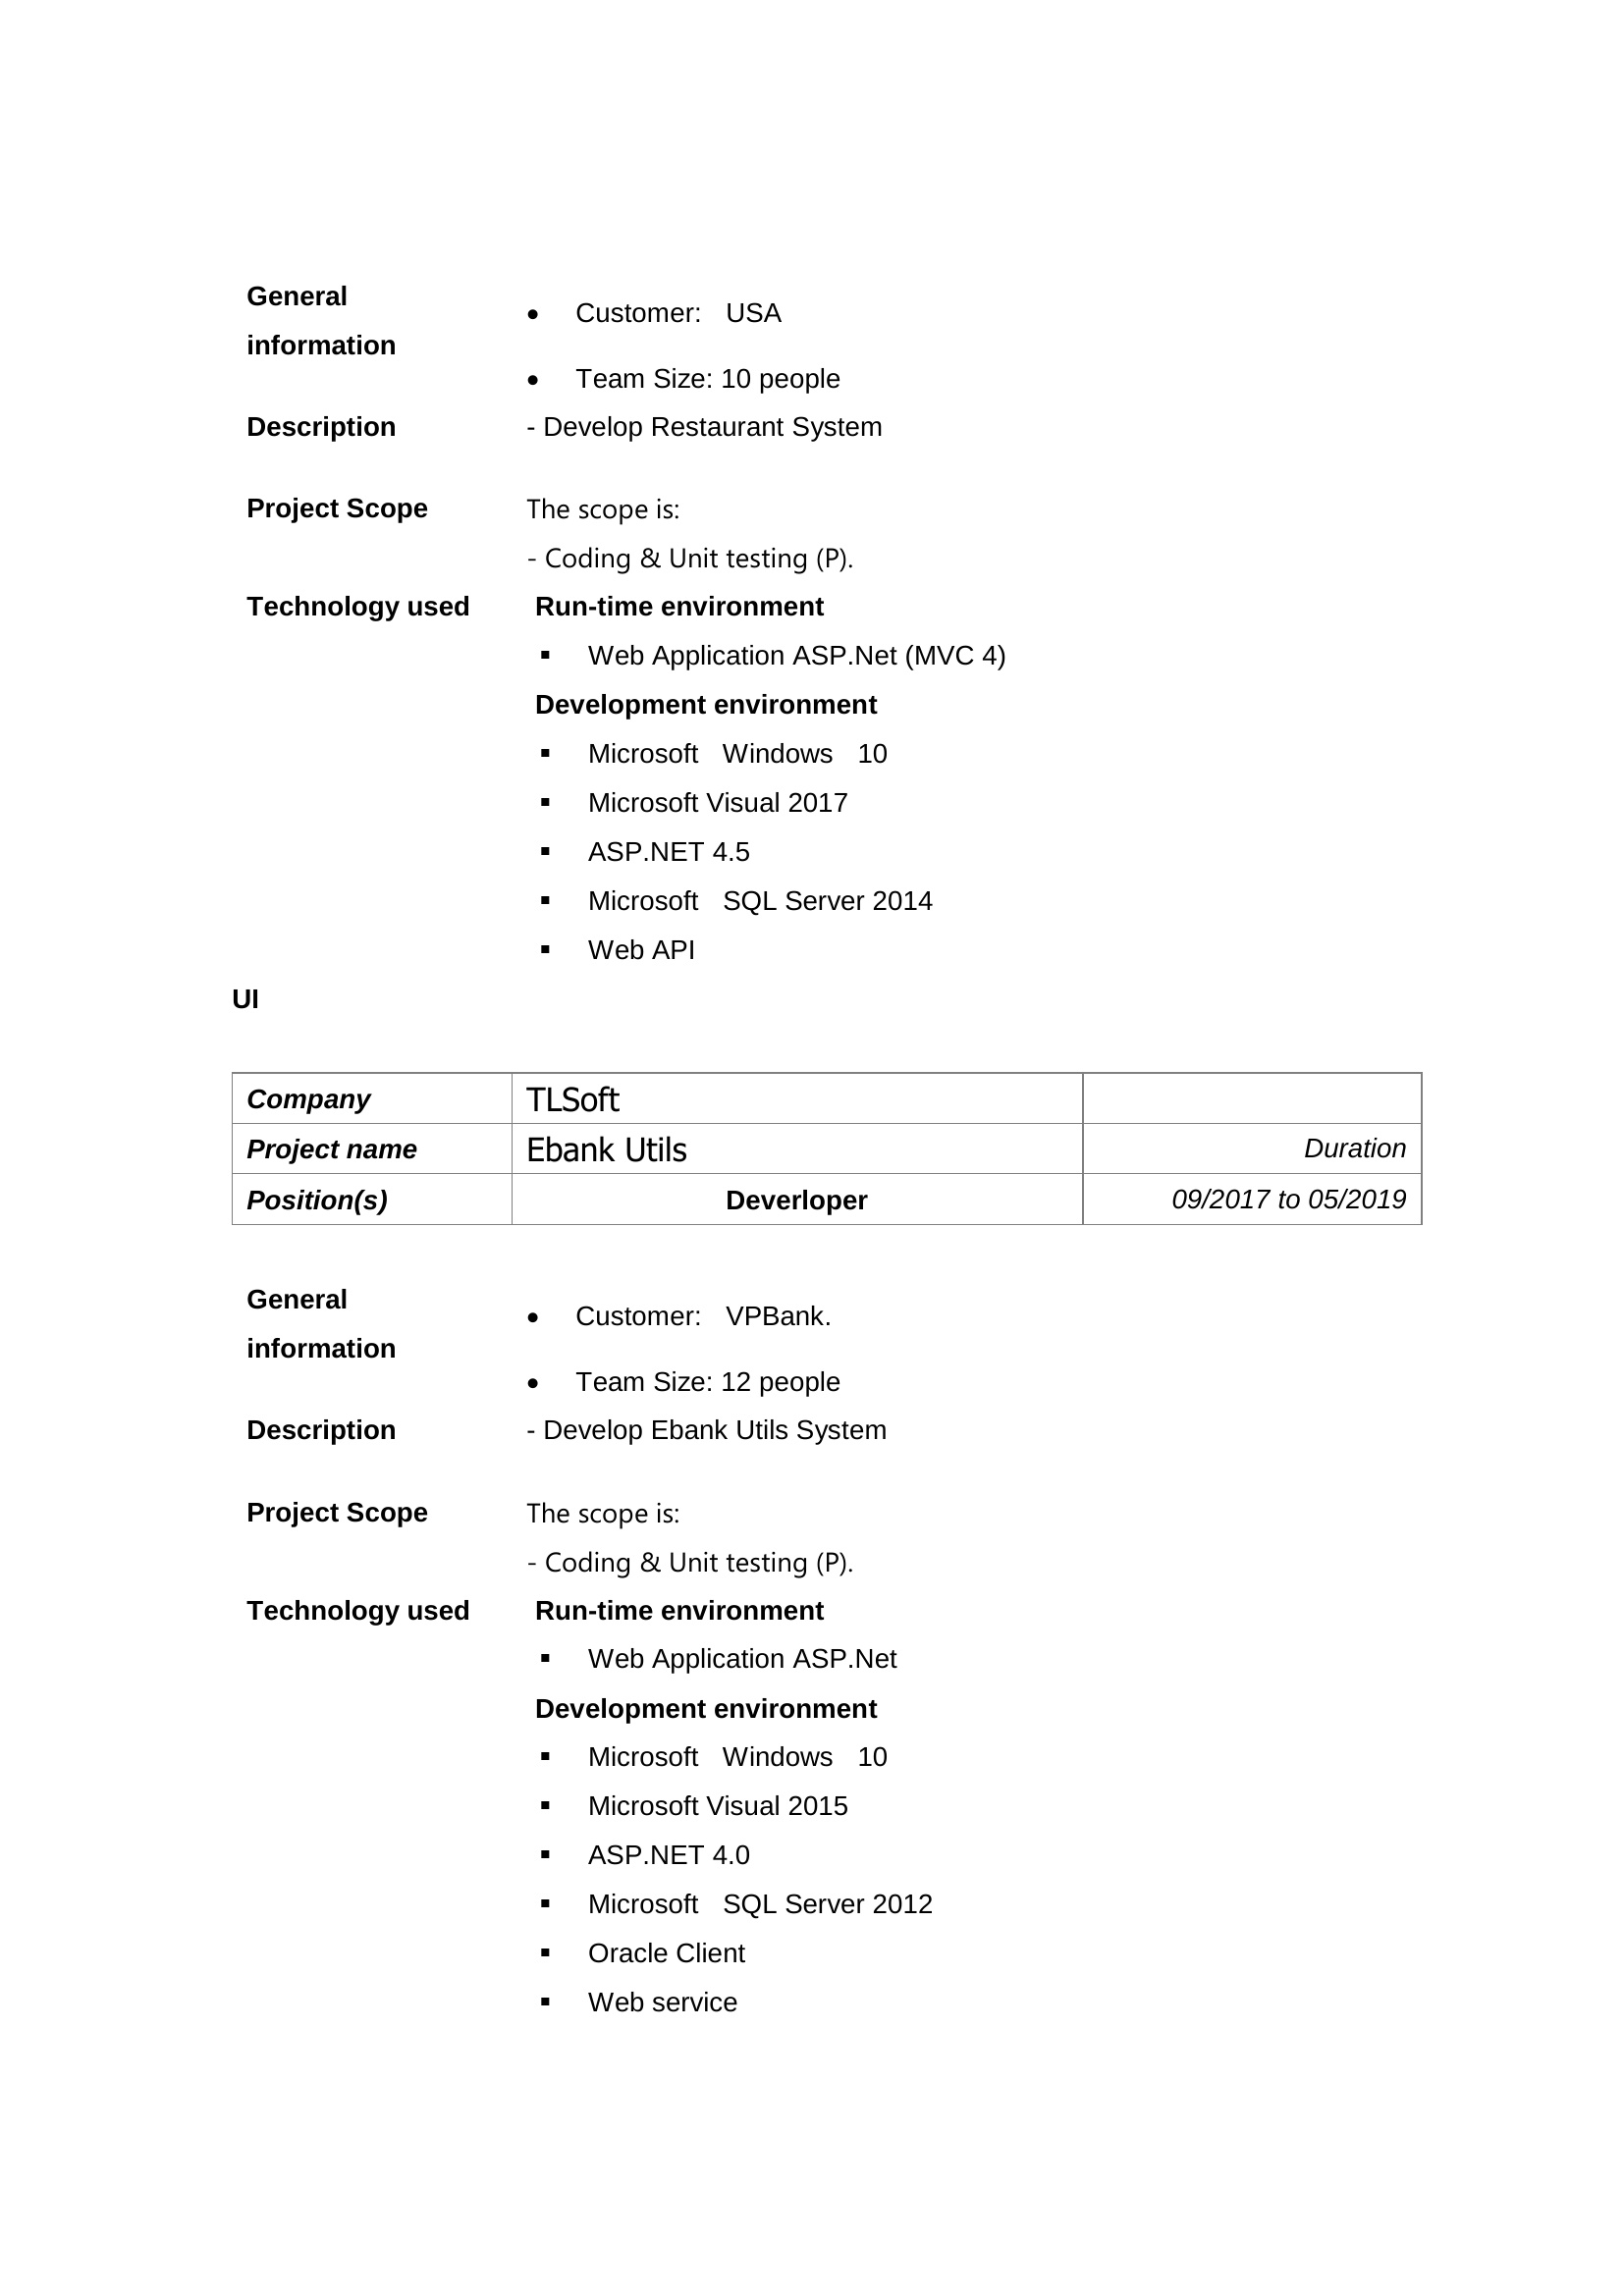 General
information
• Customer: USA
• Team Size: 10 people
Description - Develop Restaurant System
Project Scope The scope is:
- Coding & Unit testing (P).
Technology used Run-time environment
▪ Web Application ASP.Net (MVC 4)
Development environment
▪ Microsoft Windows 10
▪ Microsoft Visual 2017
▪ ASP.NET 4.5
▪ Microsoft SQL Server 2014
▪ Web API
UI
Company TLSoft
Project name Ebank Utils Duration
Position(s) Deverloper 09/2017 to 05/2019
General
information
• Customer: VPBank.
• Team Size: 12 people
Description - Develop Ebank Utils System
Project Scope The scope is:
- Coding & Unit testing (P).
Technology used Run-time environment
▪ Web Application ASP.Net
Development environment
▪ Microsoft Windows 10
▪ Microsoft Visual 2015
▪ ASP.NET 4.0
▪ Microsoft SQL Server 2012
▪ Oracle Client
▪ Web service